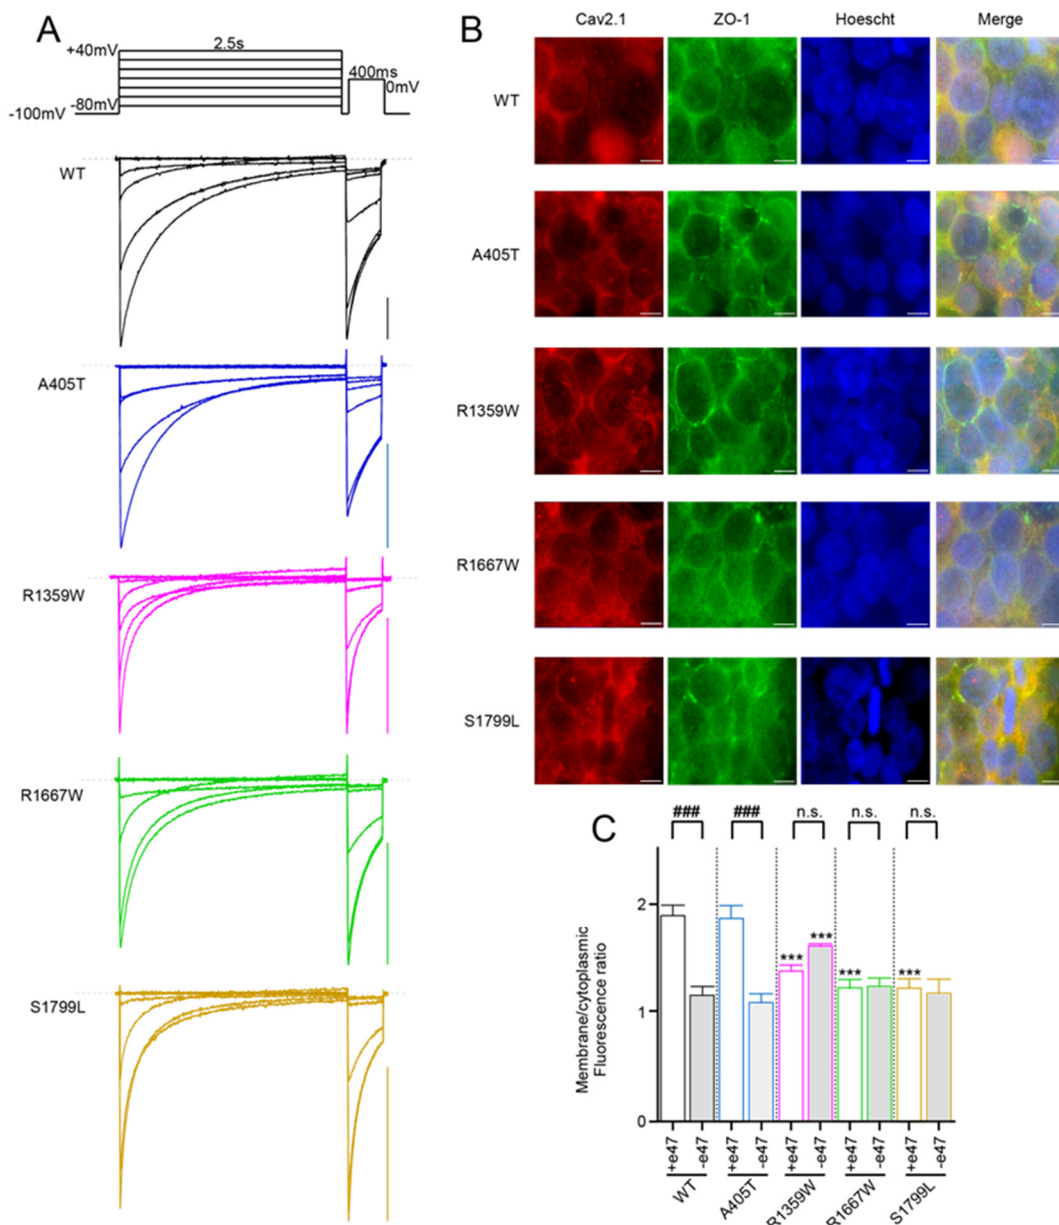 A
+40mV
2.5s
400ms
0mV
-80mV
-100mV
WT
A405T
R1359W
R1667W
S1799L
B
Cav2.1 ZO-1 Hoescht Merge
WT
A405T
R1359W
R1667W
S1799L
C
### ### n.s. n.s. n.s.
Membrane/cytoplasmic
Fluorescence ratio
2
1
0
*** *** *** ***
+e47 -e47 +e47 -e47 +e47 -e47 +e47 -e47 +e47 -e47
WT A405T R1359W R1667W S1799L